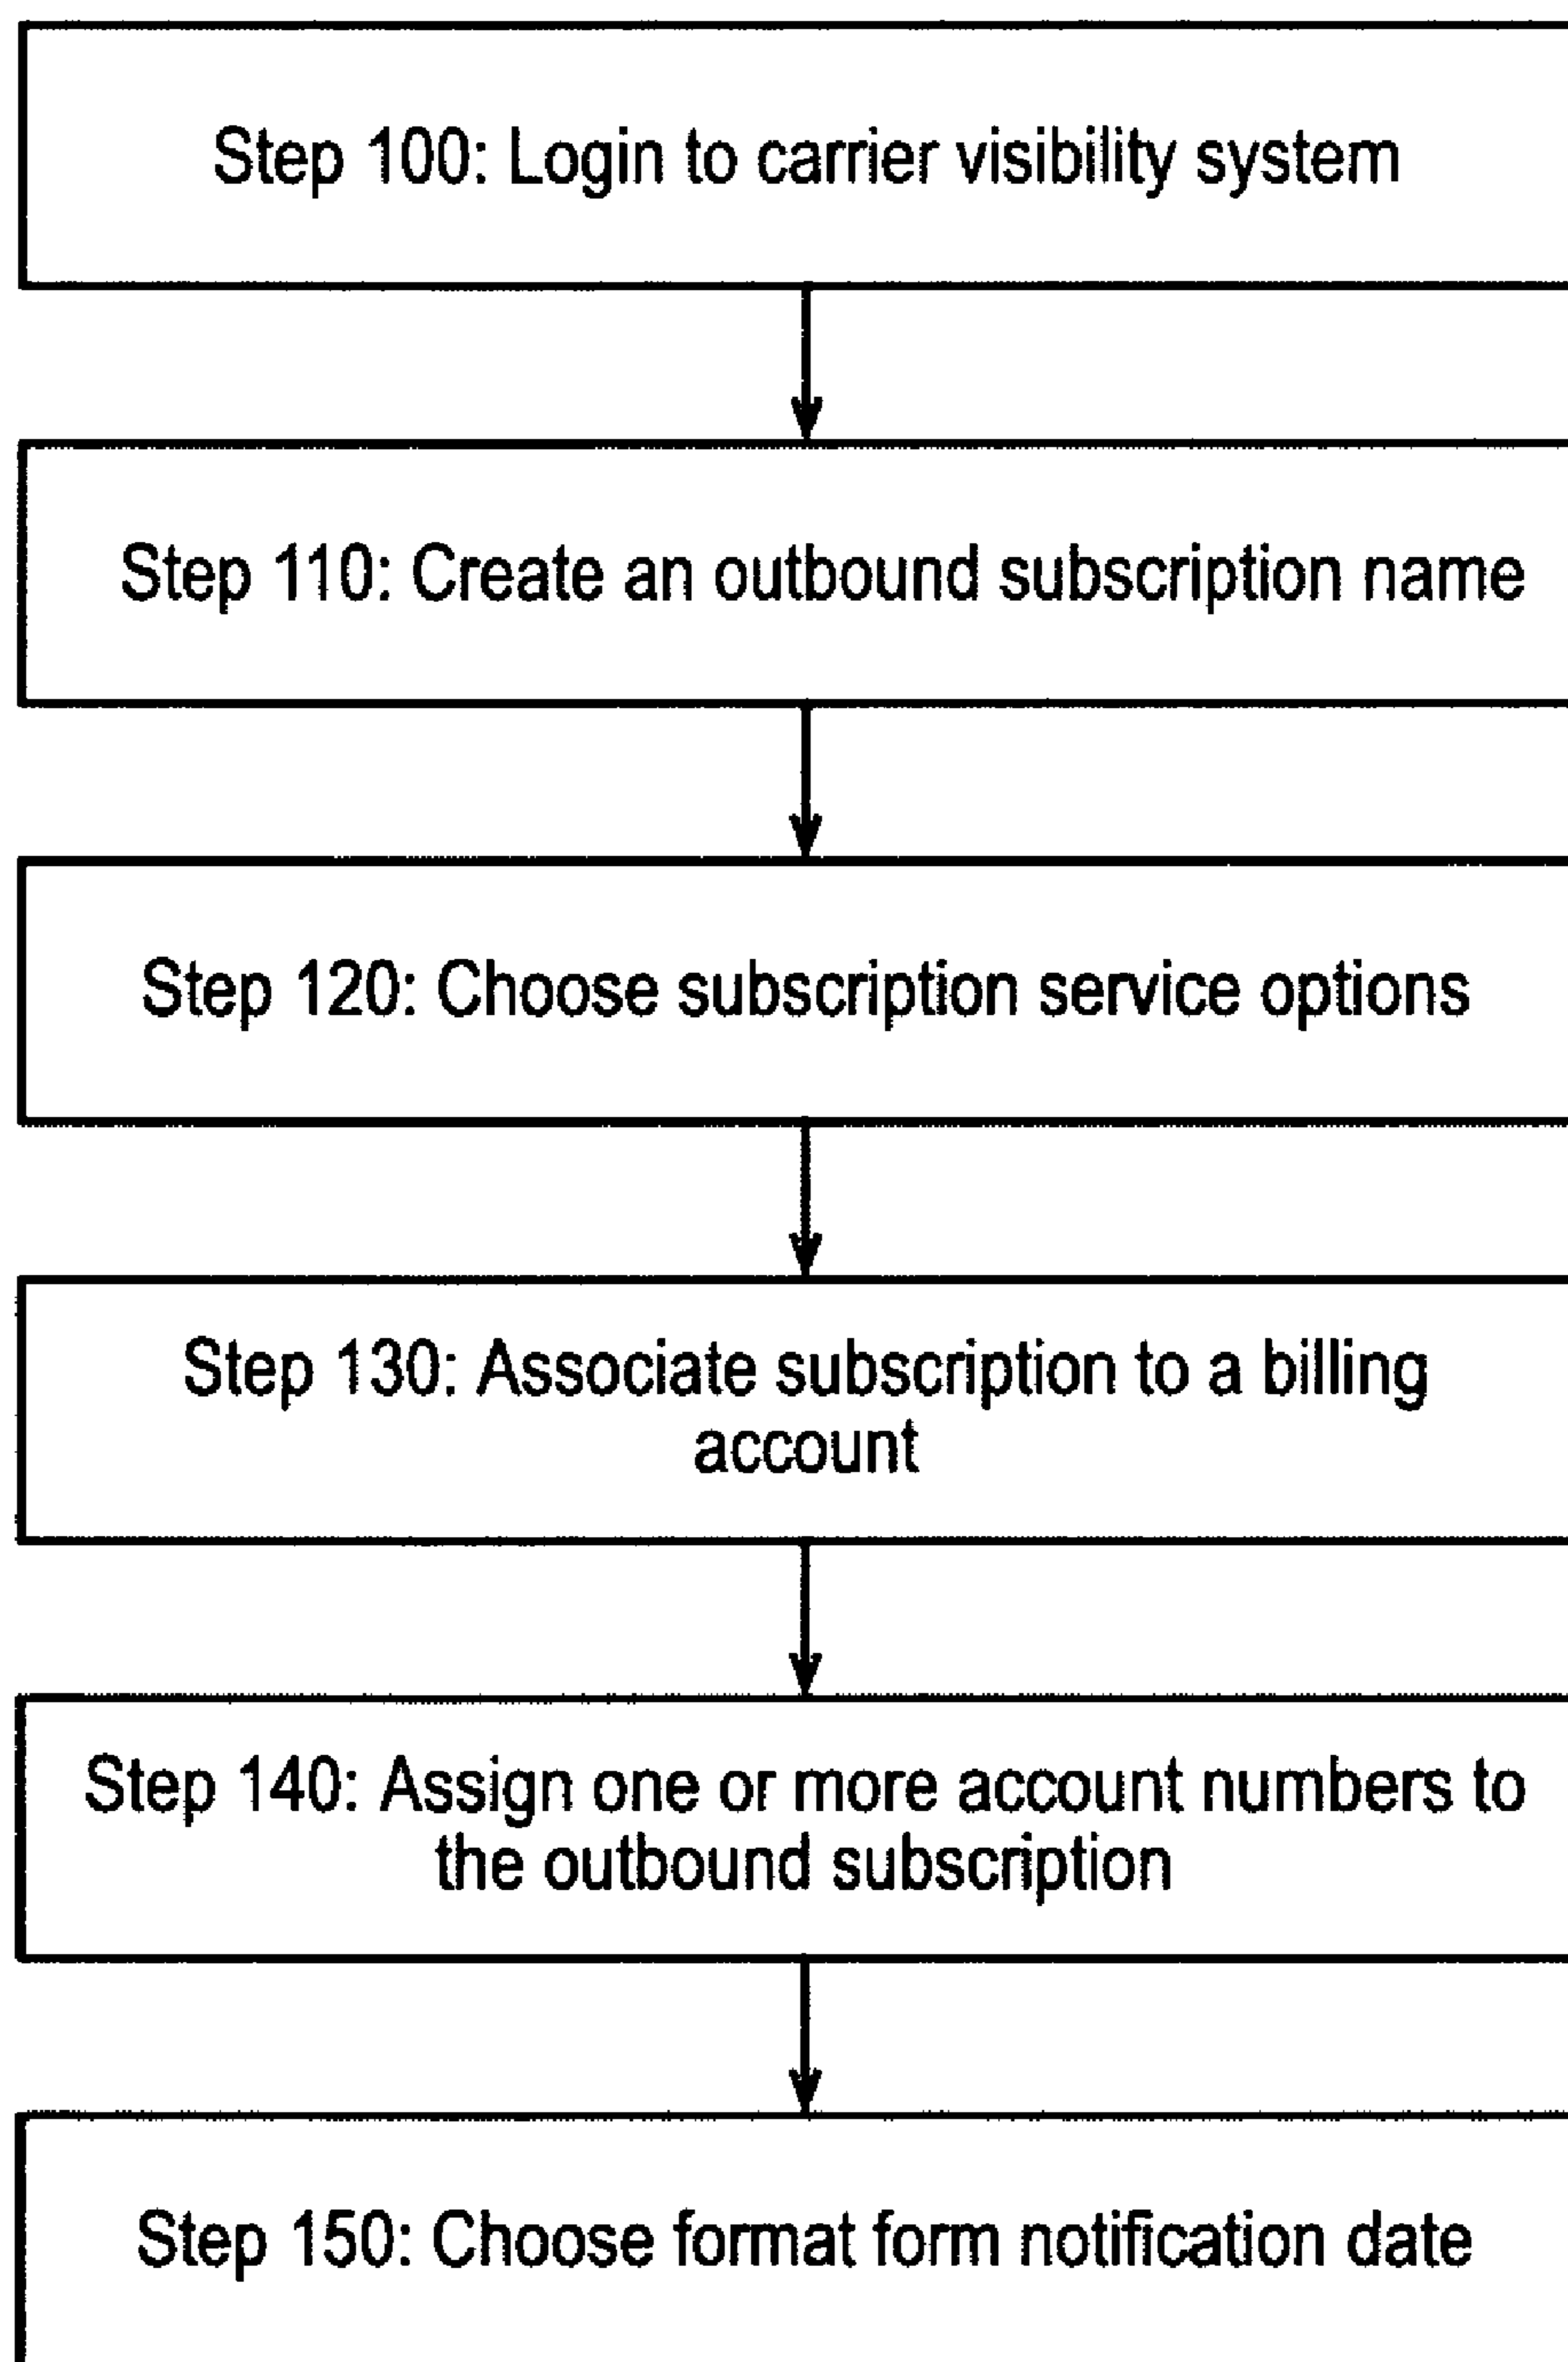 Step 100: Login to carrier visibility system
Step 110: Create an outbound subscription name
Step 120: Choose subscription service options
Step 130: Associate subscription to a billing
account
Step 140: Assign one or more account numbers to
the outbound subscription
Step 150: Choose format form notification date